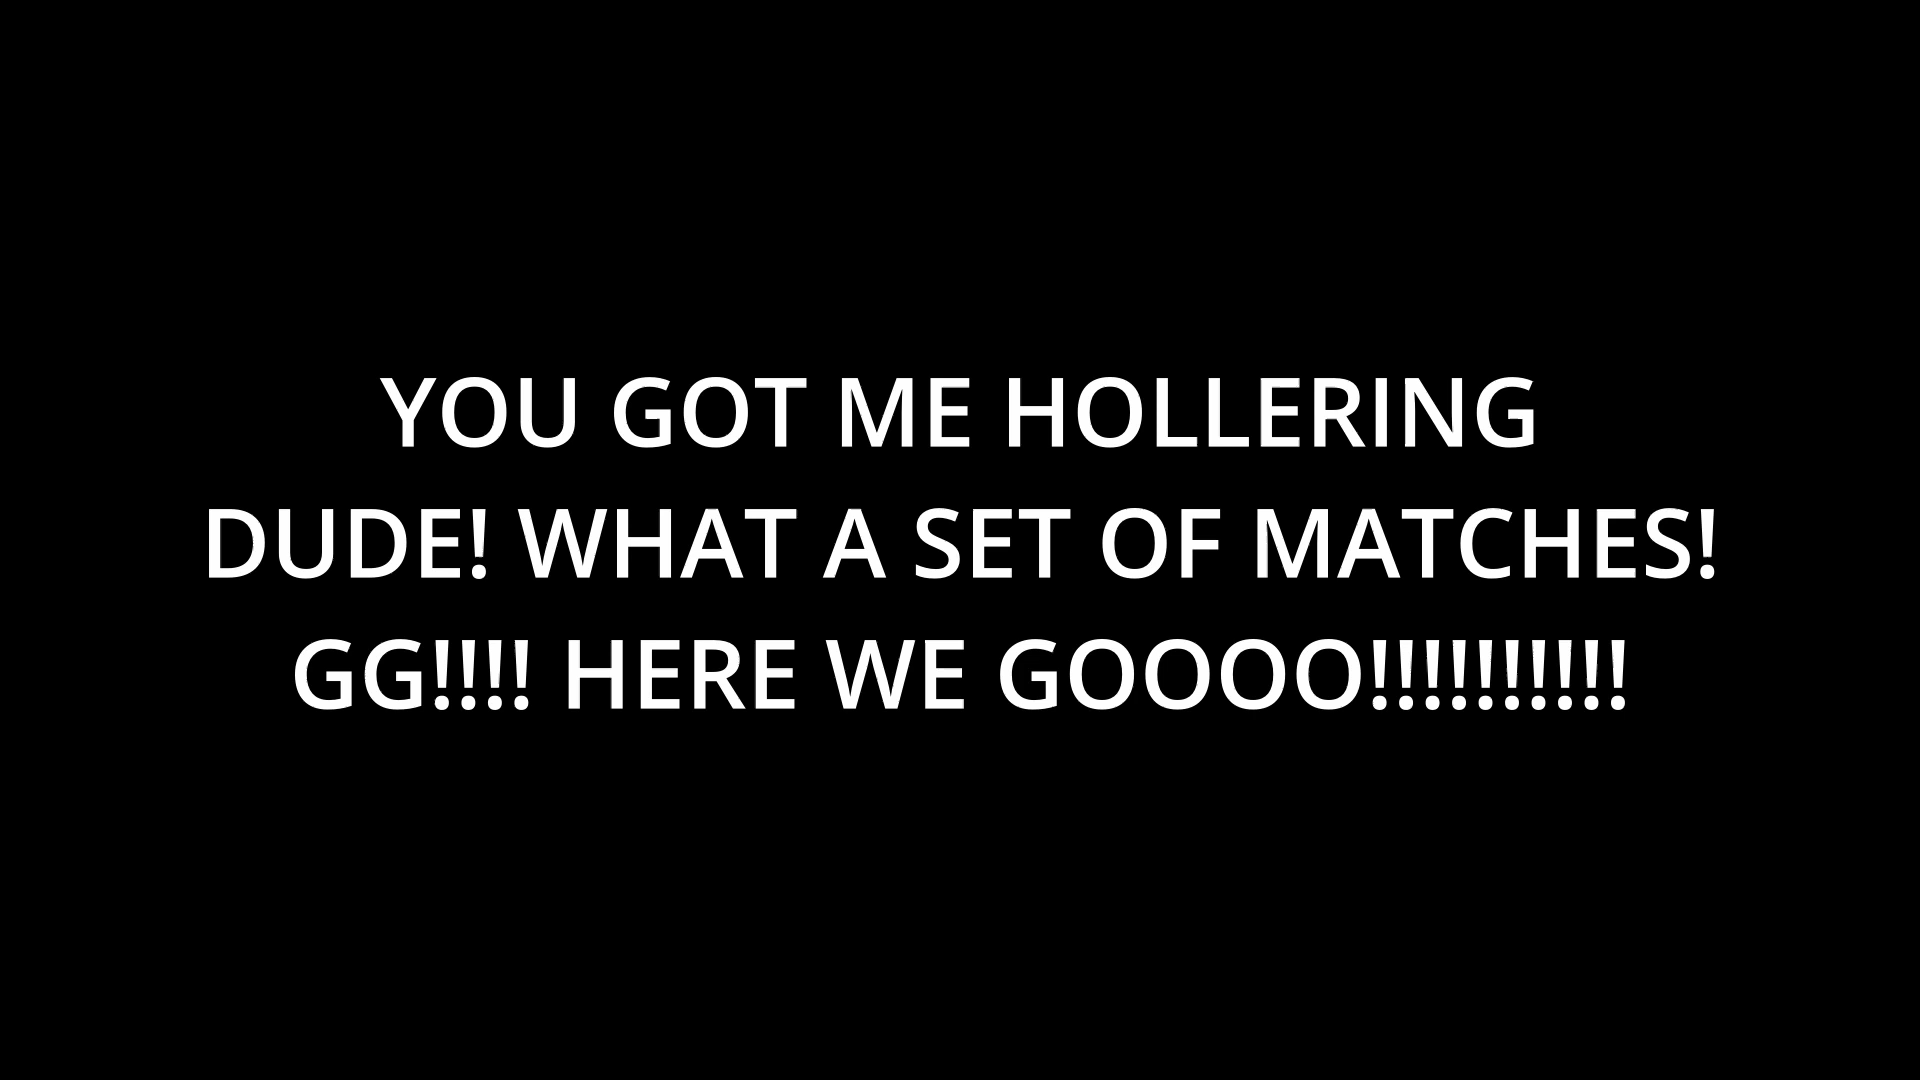 YOU GOT ME HOLLERING
DUDE! WHAT A SET OF MATCHES!
GG!!!! HERE WE GOOOO!!!!!!!!!!